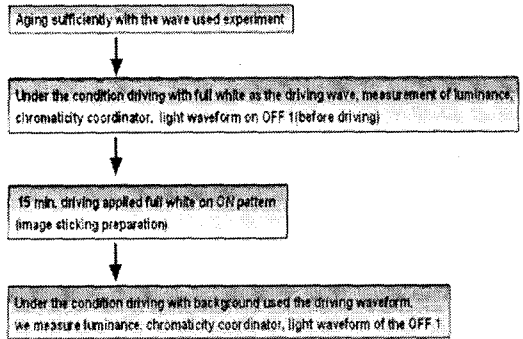 Aging sufficiently with the wave used experiment
Under the condition driving with full white as the driving wave, measurement of luminance,
chromaticity coordinator, light waveform on OFF 1(before driving)
15 min. driving applied full white on ON pattern
(image sticking preparation)
Under the condition driving with background used the driving waveform,
we measure luminance, chromaticity coordinator, light waveform of the OFF 1